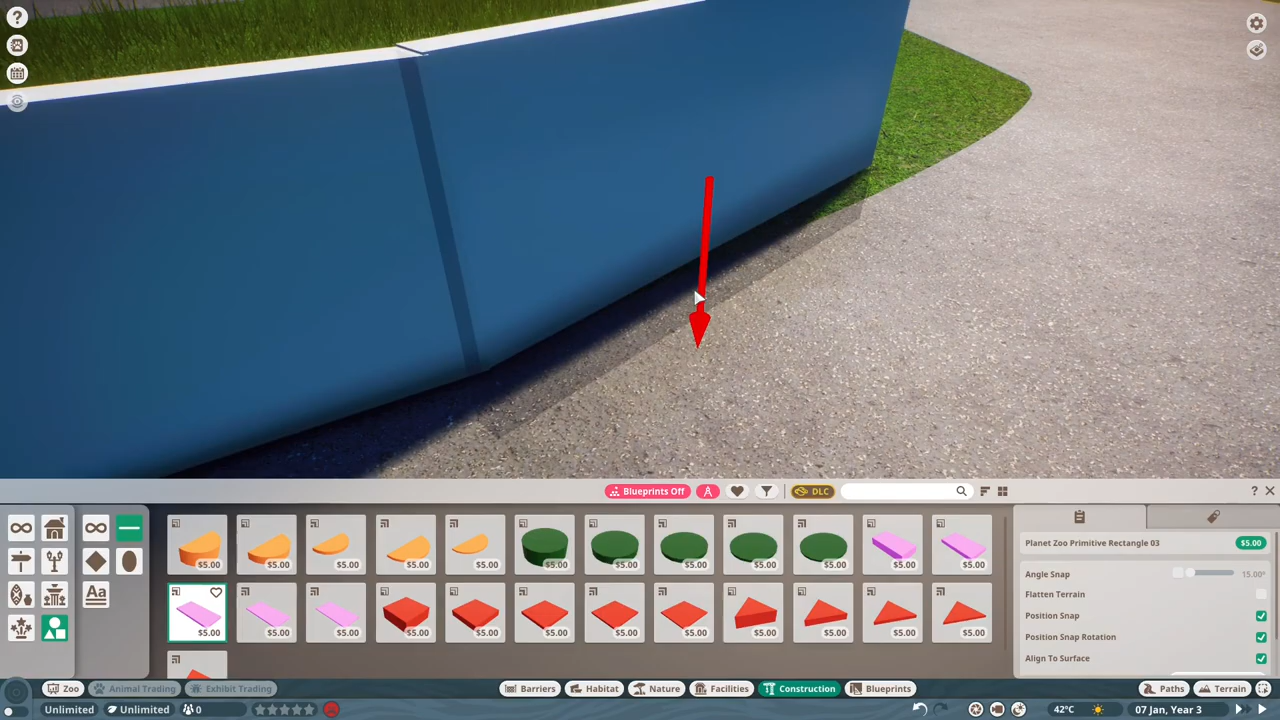 ?
Blueprints Off
DLC
?
$5.00 $5.00 $5.00 $5.00 $5.00 $5.00 $5.00 $5.00 $5.00 $5.00 $5.00 $5.00
$5.00 $5.00 $5.00 $5.00 $5.00 $5.00 $5.00 $5.00 $5.00 $5.00 $5.00 $5.00
Aa
Planet Zoo Primitive Rectangle 03 $5.00
Angle Snap 15.00°
Flatten Terrain
Position Snap
Position Snap Rotation
Align To Surface
Zoo Animal Trading Exhibit Trading Barriers Habitat Nature Facilities Construction Blueprints Paths Terrain
Unlimited Unlimited 0 42°C 07 Jan, Year 3